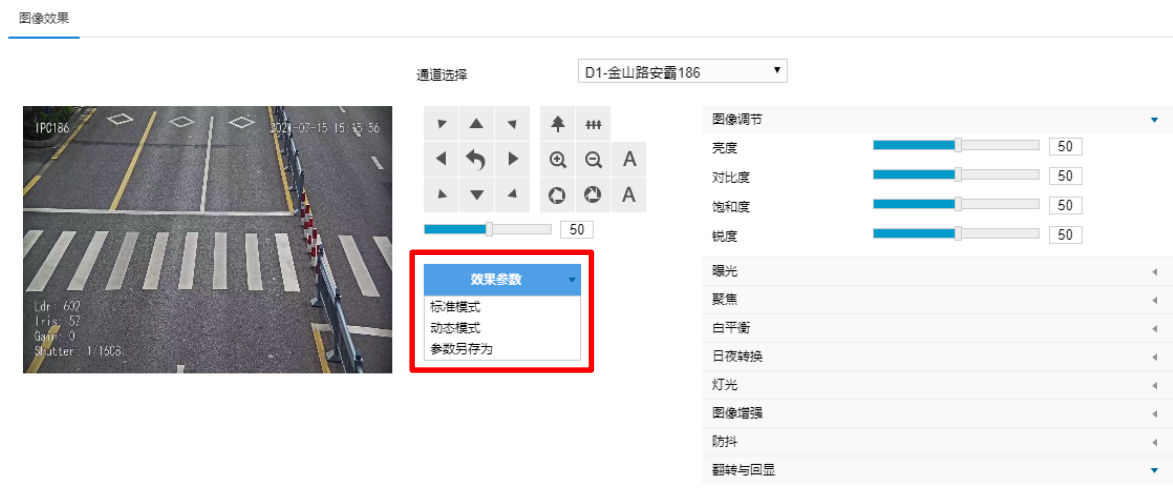 图像效果
通道选择
D1-金山路安霸186
IPC186
2021-07-15 15:15:56
A
A
50
效果参数
标准模式
动态模式
参数另存为
Ldr: 602
Iris: 57
Gain: 0
Shutter: 1/1603
图像调节
亮度 50
对比度 50
饱和度 50
锐度 50
曝光
聚焦
白平衡
日夜转换
灯光
图像增强
防抖
翻转与回显